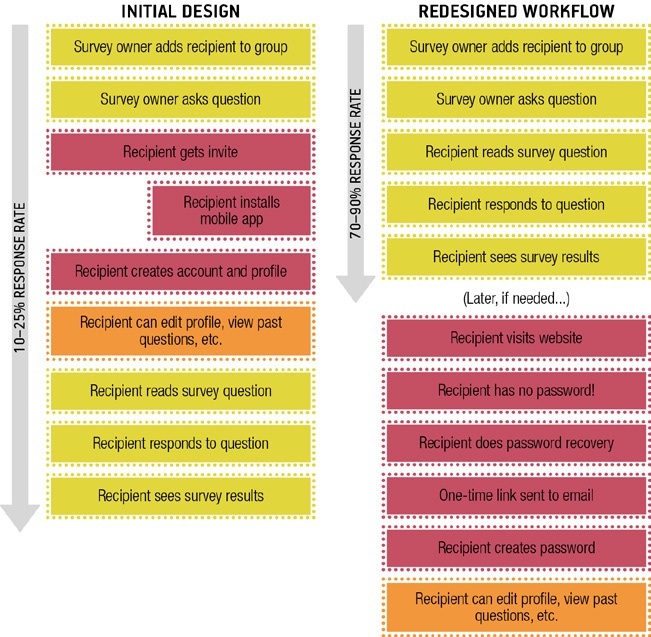 INITIAL DESIGN
Survey owner adds recipient to group
Survey owner asks question
Recipient gets invite
Recipient installs
mobile app
Recipient creates account and profile
Recipient can edit profile, view past
questions, etc.
Recipient reads survey question
Recipient responds to question
Recipient sees survey results
10–25% RESPONSE RATE
REDESIGNED WORKFLOW
Survey owner adds recipient to group
Survey owner asks question
Recipient reads survey question
Recipient responds to question
Recipient sees survey results
70–90% RESPONSE RATE
(Later, if needed...)
Recipient visits website
Recipient has no password!
Recipient does password recovery
One-time link sent to email
Recipient creates password
Recipient can edit profile, view past
questions, etc.